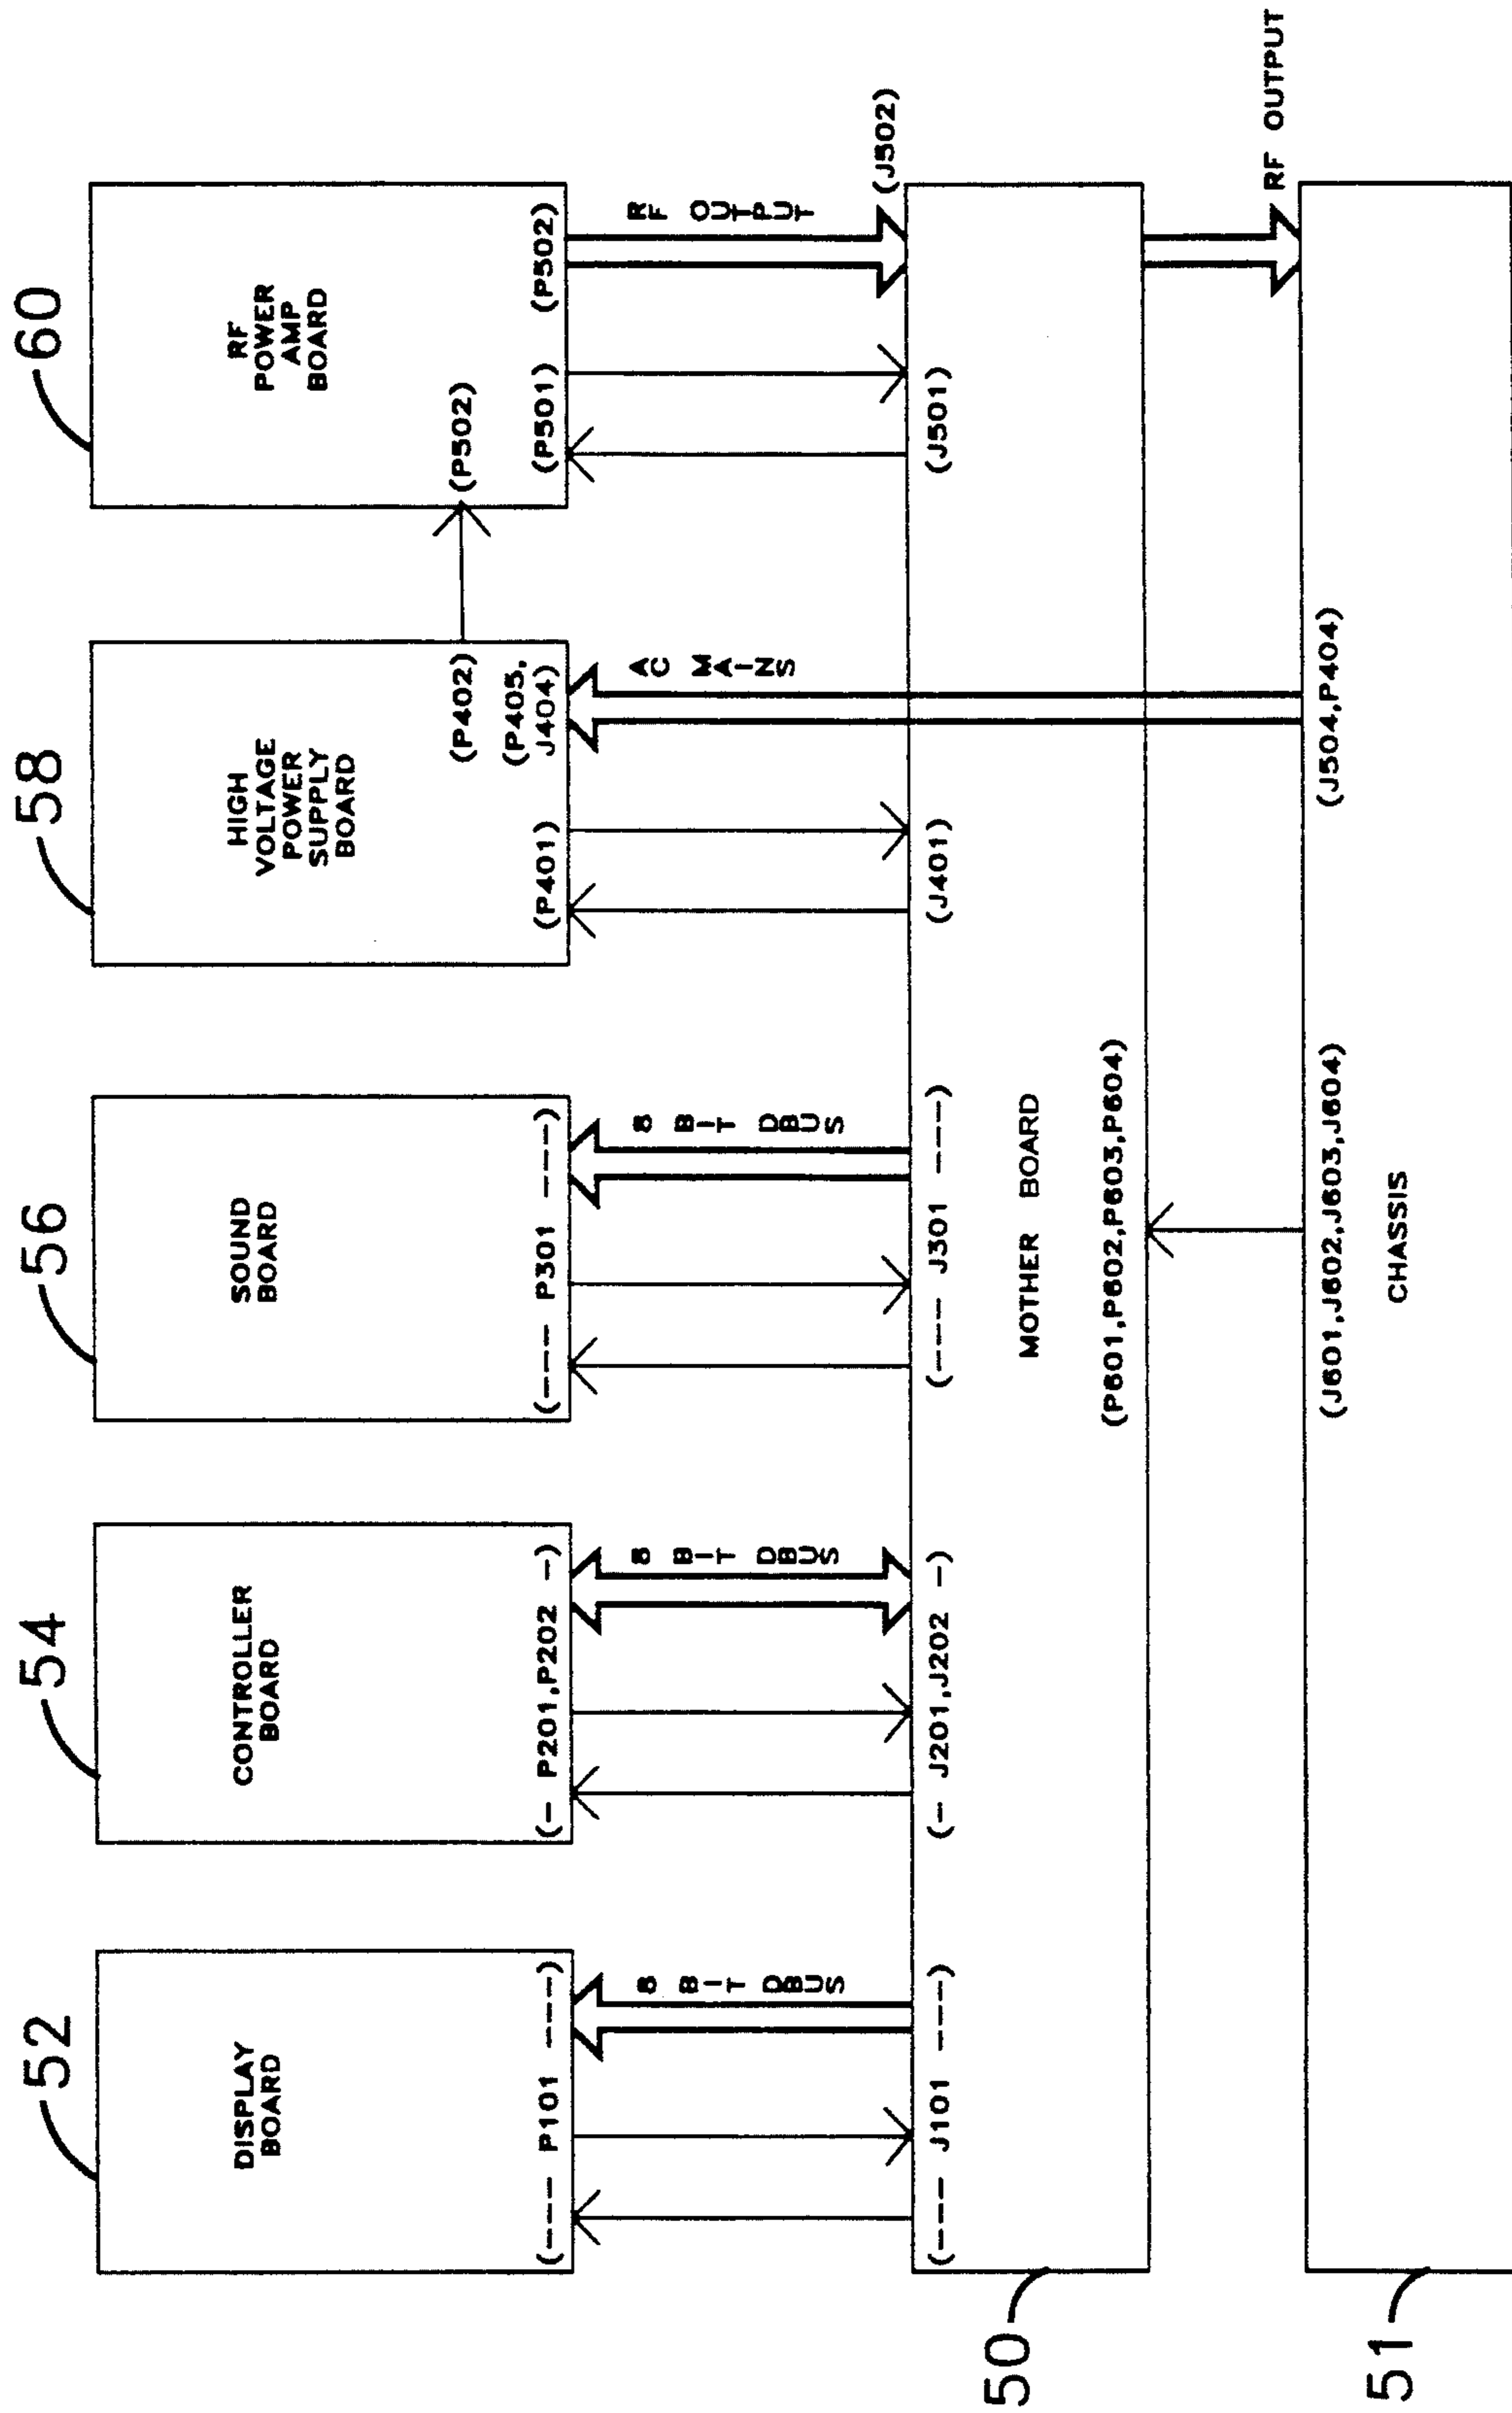 52
54
56
58
60
DISPLAY
BOARD
CONTROLLER
BOARD
SOUND
BOARD
HIGH
VOLTAGE
POWER
SUPPLY
BOARD
RF
POWER
AMP
BOARD
(P402)
(P502)
(P405,
J404)
(--- P101 ---)
(- P201,P202 -)
(--- P301 ---)
(P401)
(P501)
(P502)
8 BIT DBUS
8 BIT DBUS
8 BIT DBUS
AC MAINS
RF OUTPUT
(J502)
(--- J101 ---)
(- J201,J202 -)
(--- J301 ---)
(J401)
(J501)
MOTHER BOARD
50
(P601,P602,P603,P604)
RF OUTPUT
(J601,J602,J603,J604)
(J504,P404)
CHASSIS
51